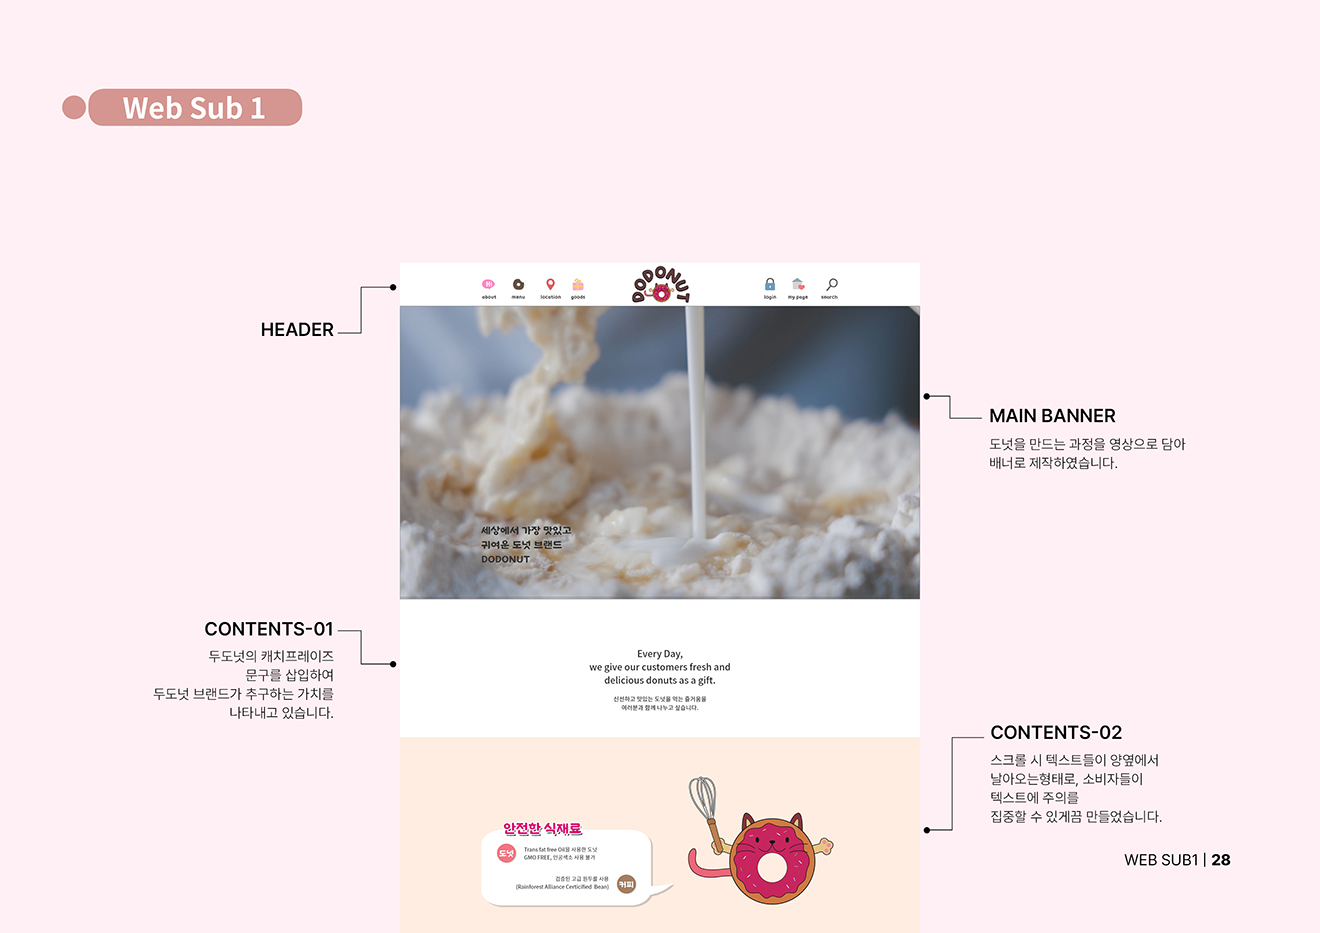 Web Sub 1
about
menu
location
goods
DODONUT
login
my page
search
HEADER
MAIN BANNER
도넛을 만드는 과정을 영상으로 담아
배너로 제작하였습니다.
세상에서 가장 맛있고
귀여운 도넛 브랜드
DODONUT
CONTENTS-01
두도넛의 캐치프레이즈
문구를 삽입하여
두도넛 브랜드가 추구하는 가치를
나타내고 있습니다.
Every Day,
we give our customers fresh and
delicious donuts as a gift.
신선하고 맛있는 도넛을 먹는 즐거움을
여러분과 함께 나누고 싶습니다.
CONTENTS-02
스크롤 시 텍스트들이 양옆에서
날아오는형태로, 소비자들이
텍스트에 주의를
집중할 수 있게끔 만들었습니다.
안전한 식재료
도넛
Trans fat free Oil을 사용한 도넛
GMO FREE, 인공색소 사용 불가
검증된 고급 원두를 사용
(Rainforest Alliance Certicified Bean)
커피
WEB SUB1 | 28